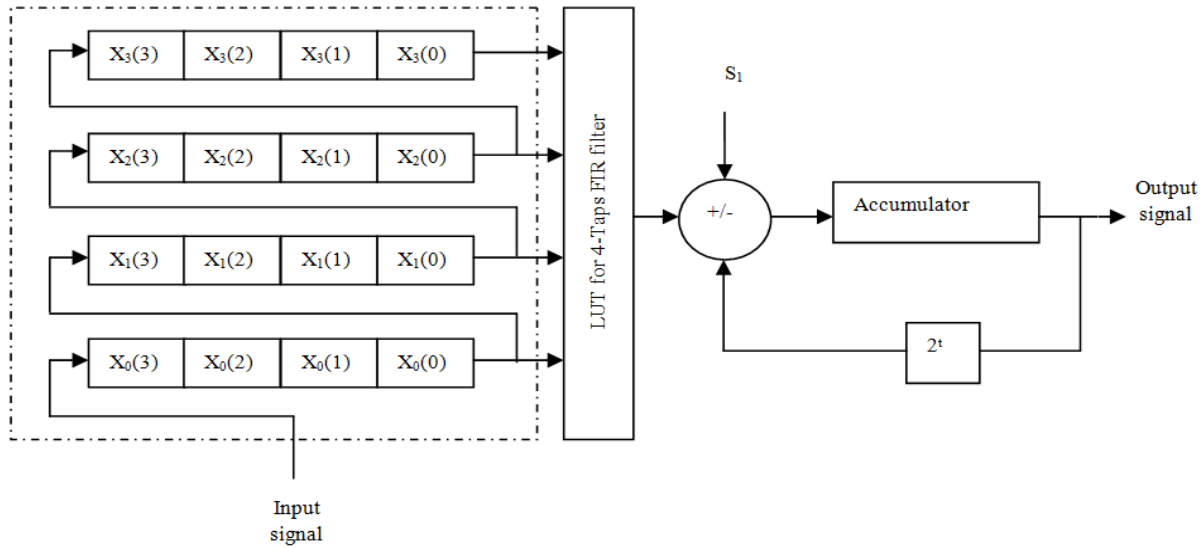 X₃(3) X₃(2) X₃(1) X₃(0)
X₂(3) X₂(2) X₂(1) X₂(0)
X₁(3) X₁(2) X₁(1) X₁(0)
X₀(3) X₀(2) X₀(1) X₀(0)
Input
signal
LUT for 4-Taps FIR filter
S₁
+/-
Accumulator
2ᵗ
Output
signal